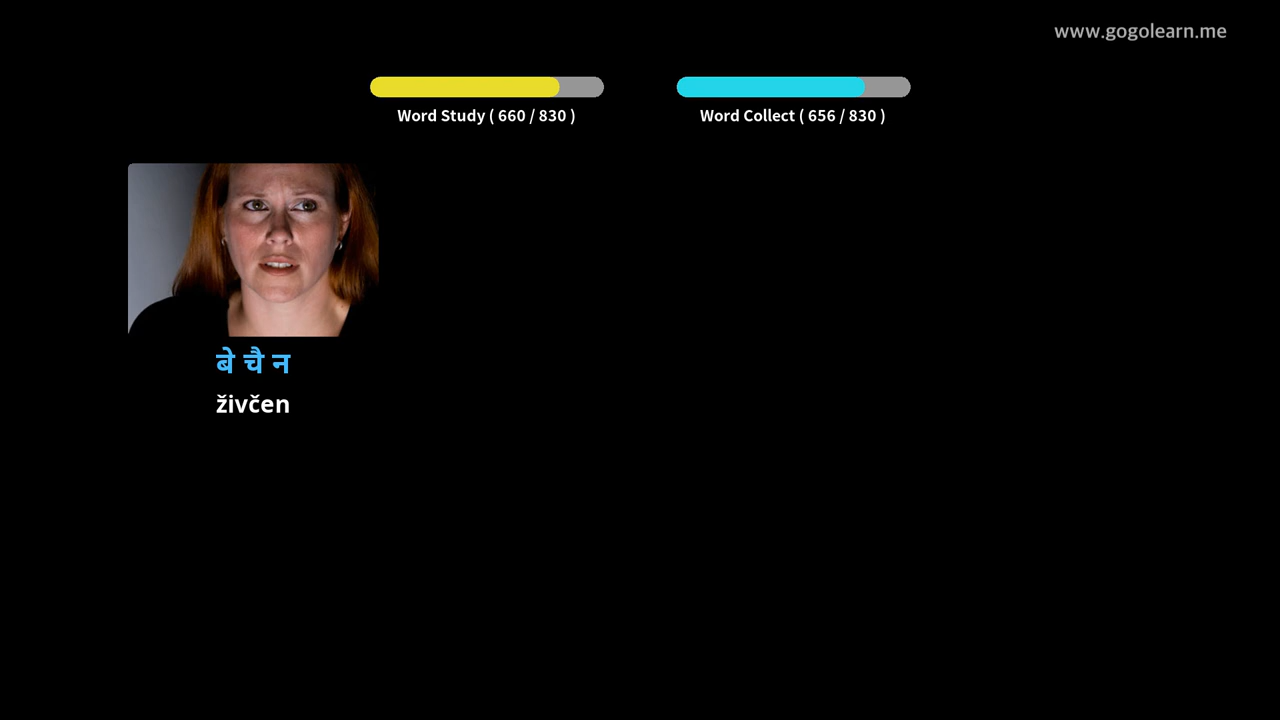 www.gogolearn.me
Word Study ( 660 / 830 )
Word Collect ( 656 / 830 )
बे चै न
živčen